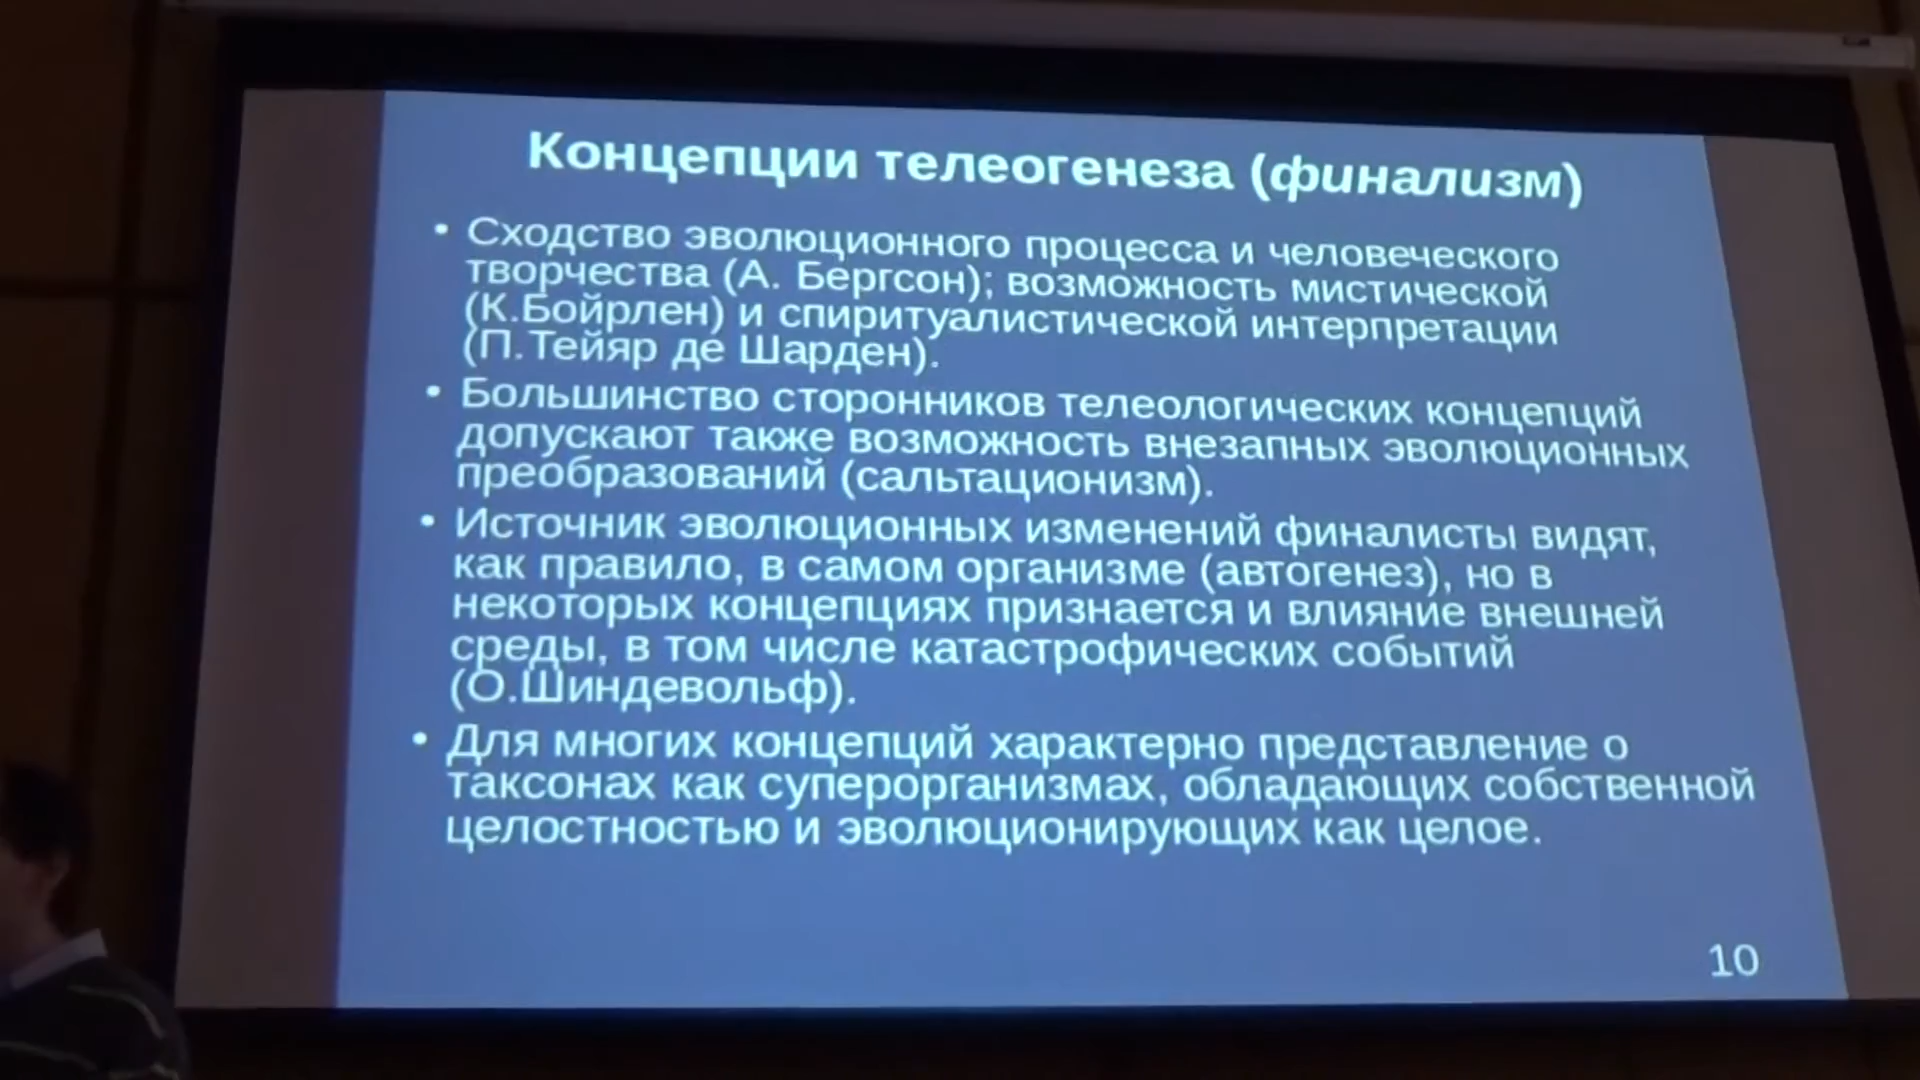 Концепции телеогенеза (финализм)
• Сходство эволюционного процесса и человеческого
творчества (А. Бергсон); возможность мистической
(К.Бойрлен) и спиритуалистической интерпретации
(П.Тейяр де Шарден).
• Большинство сторонников телеологических концепций
допускают также возможность внезапных эволюционных
преобразований (сальтационизм).
• Источник эволюционных изменений финалисты видят,
как правило, в самом организме (автогенез), но в
некоторых концепциях признается и влияние внешней
среды, в том числе катастрофических событий
(О.Шиндевольф).
• Для многих концепций характерно представление о
таксонах как суперорганизмах, обладающих собственной
целостностью и эволюционирующих как целое.
10